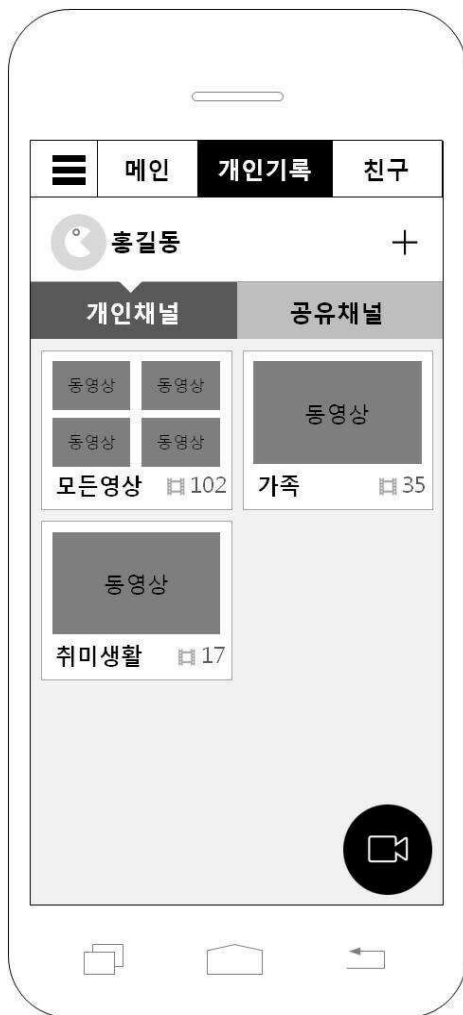 메인 개인기록 친구
홍길동
개인채널 공유채널
동영상 동영상 동영상
동영상 동영상
모든영상 102 가족 35
동영상
취미생활 17